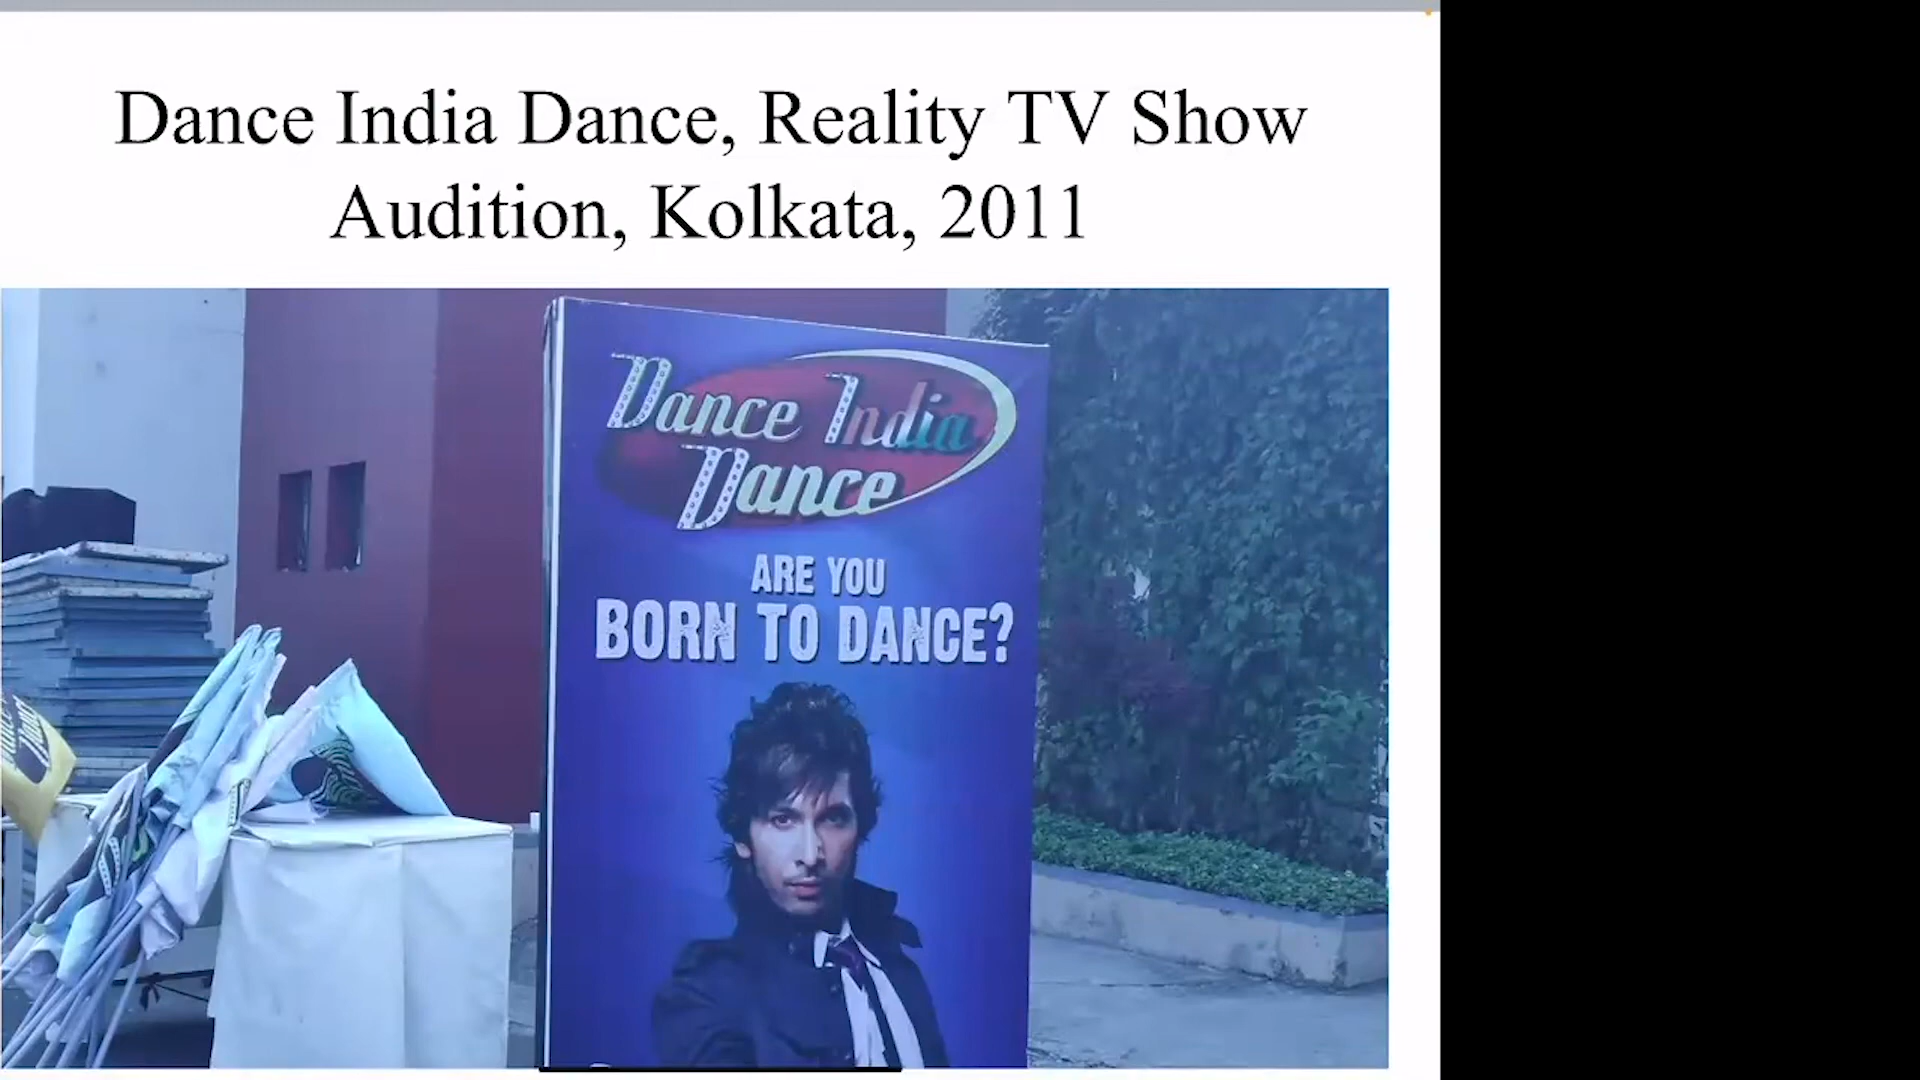 Dance India Dance, Reality TV Show
Audition, Kolkata, 2011
Dance India
Dance
ARE YOU
BORN TO DANCE?